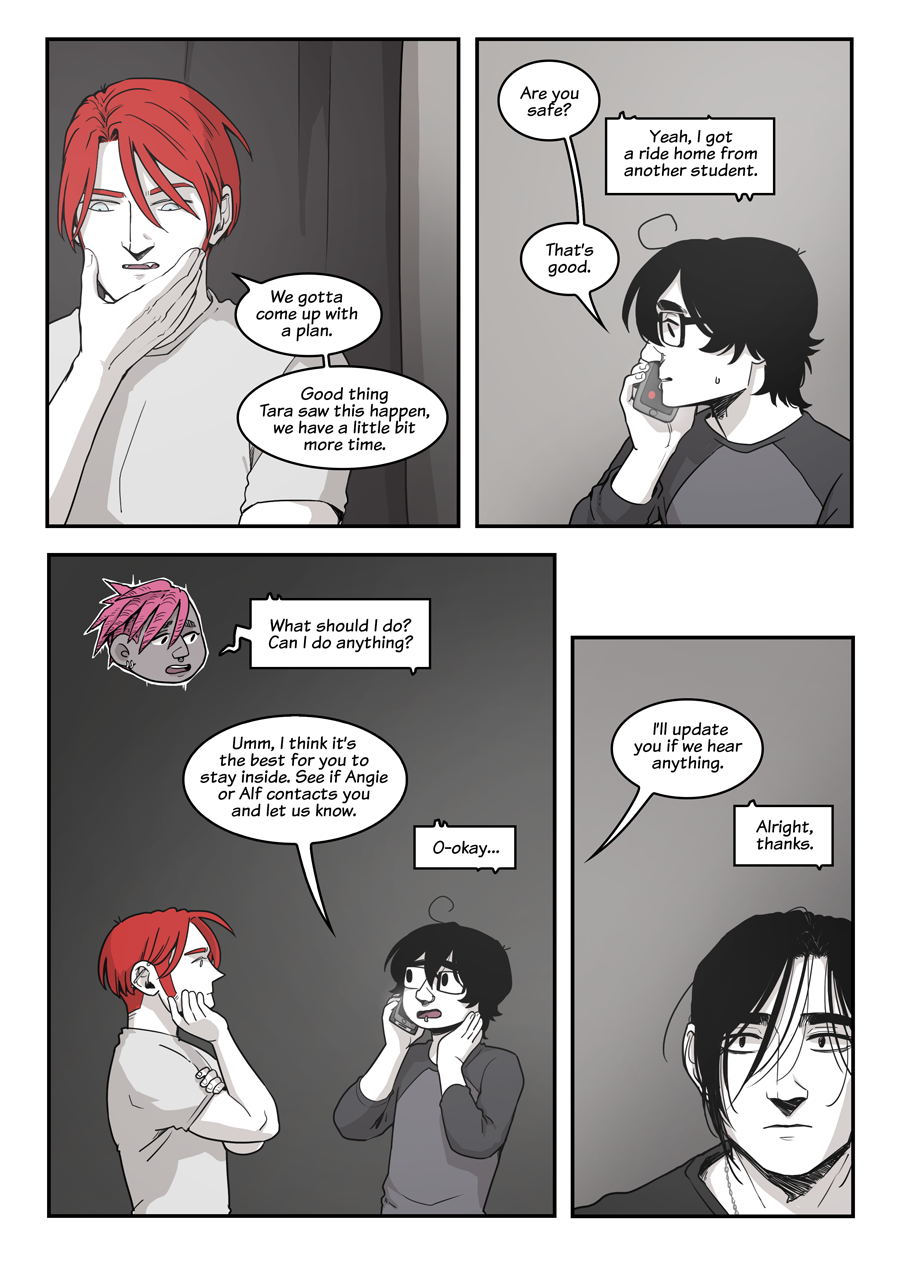 We gotta
come up with
a plan.
Good thing
Tara saw this happen,
we have a little bit
more time.
Are you
safe?
Yeah, I got
a ride home from
another student.
That's
good.
What should I do?
Can I do anything?
Umm, I think it's
the best for you to
stay inside. See if Angie
or Alf contacts you
and let us know.
O-okay...
I'll update
you if we hear
anything.
Alright,
thanks.